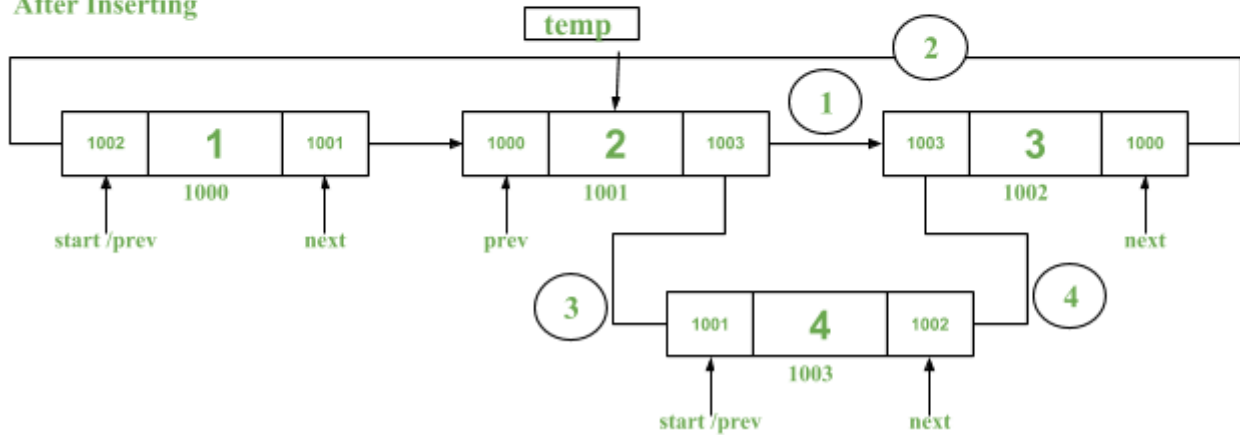 After Inserting
temp
2
1
1002 1 1001
1000 2 1003
1003 3 1000
1000
1001
1002
start /prev
next
prev
next
3
4
1001 4 1002
1003
start /prev
next